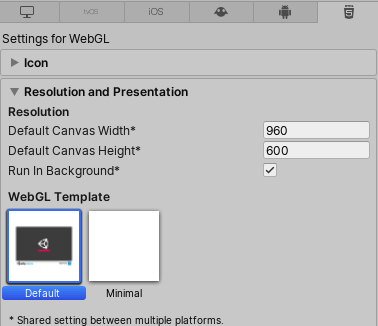 tvOS
iOS
Settings for WebGL
Icon
Resolution and Presentation
Resolution
Default Canvas Width* 960
Default Canvas Height* 600
Run In Background*
WebGL Template
Default Minimal
* Shared setting between multiple platforms.